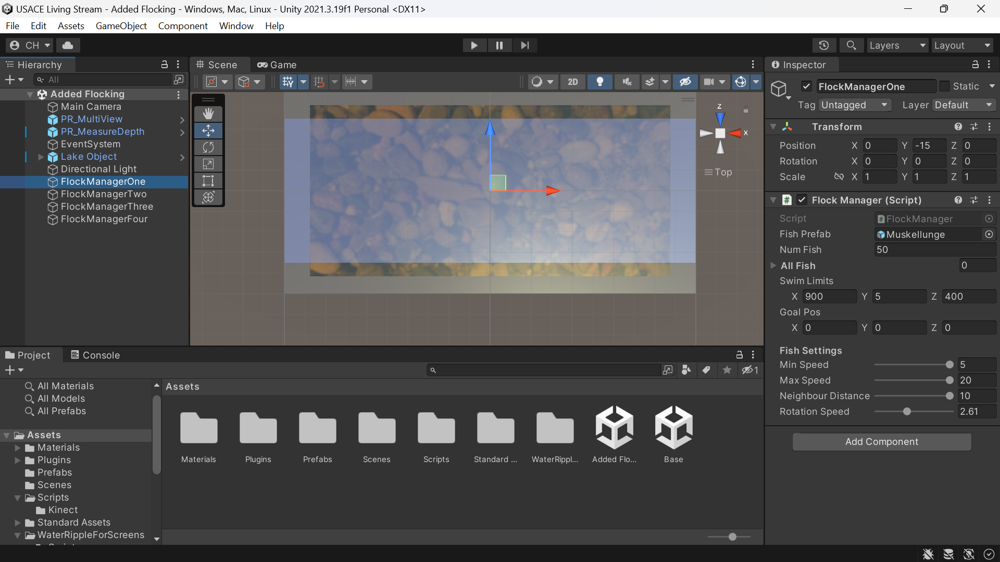 USACE Living Stream - Added Flocking - Windows, Mac, Linux - Unity 2021.3.19f1 Personal <DX11>
File Edit Assets GameObject Component Window Help
CH
Layers
Layout
Hierarchy
All
Added Flocking
Main Camera
PR_MultiView
PR_MeasureDepth
EventSystem
Lake Object
Directional Light
FlockManagerOne
FlockManagerTwo
FlockManagerThree
FlockManagerFour
Scene
Game
2D
z
x
Top
Inspector
FlockManagerOne
Static
Tag Untagged Layer Default
Transform
Position X 0 Y -15 Z 0
Rotation X 0 Y 0 Z 0
Scale X 1 Y 1 Z 1
# Flock Manager (Script)
Script # FlockManager
Fish Prefab Muskellunge
Num Fish 50
All Fish 0
Swim Limits
X 900 Y 5 Z 400
Goal Pos
X 0 Y 0 Z 0
Fish Settings
Min Speed 5
Max Speed 20
Neighbour Distance 10
Rotation Speed 2.61
Add Component
Project
Console
1
All Materials
All Models
All Prefabs
Assets
Materials
Plugins
Prefabs
Scenes
Scripts
Kinect
Standard Assets
WaterRippleForScreens
Assets
Materials
Plugins
Prefabs
Scenes
Scripts
Standard ...
WaterRippl...
Added Flo...
Base